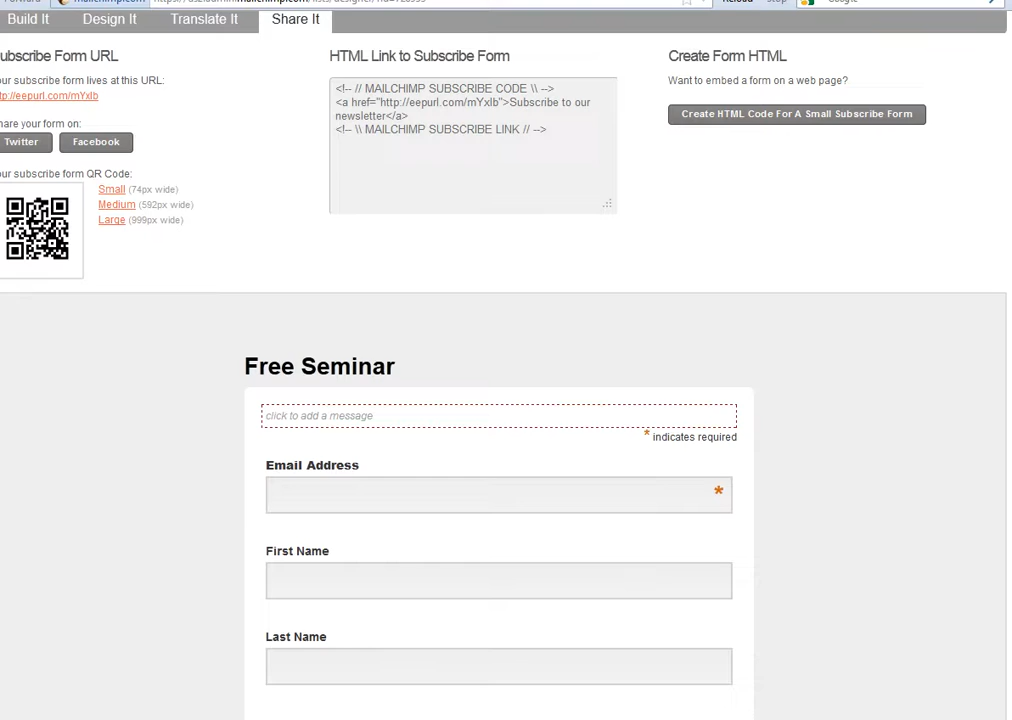 Build It
Design It
Translate It
Share It
ubscribe Form URL
our subscribe form lives at this URL:
tp://eepurl.com/mYxIb
hare your form on:
Twitter
Facebook
our subscribe form QR Code:
Small (74px wide)
Medium (592px wide)
Large (999px wide)
HTML Link to Subscribe Form
<!-- // MAILCHIMP SUBSCRIBE CODE \\ -->
<a href="http://eepurl.com/mYxIb">Subscribe to our
newsletter</a>
<!-- \\ MAILCHIMP SUBSCRIBE LINK // -->
Create Form HTML
Want to embed a form on a web page?
Create HTML Code For A Small Subscribe Form
Free Seminar
click to add a message
* indicates required
Email Address
*
First Name
Last Name